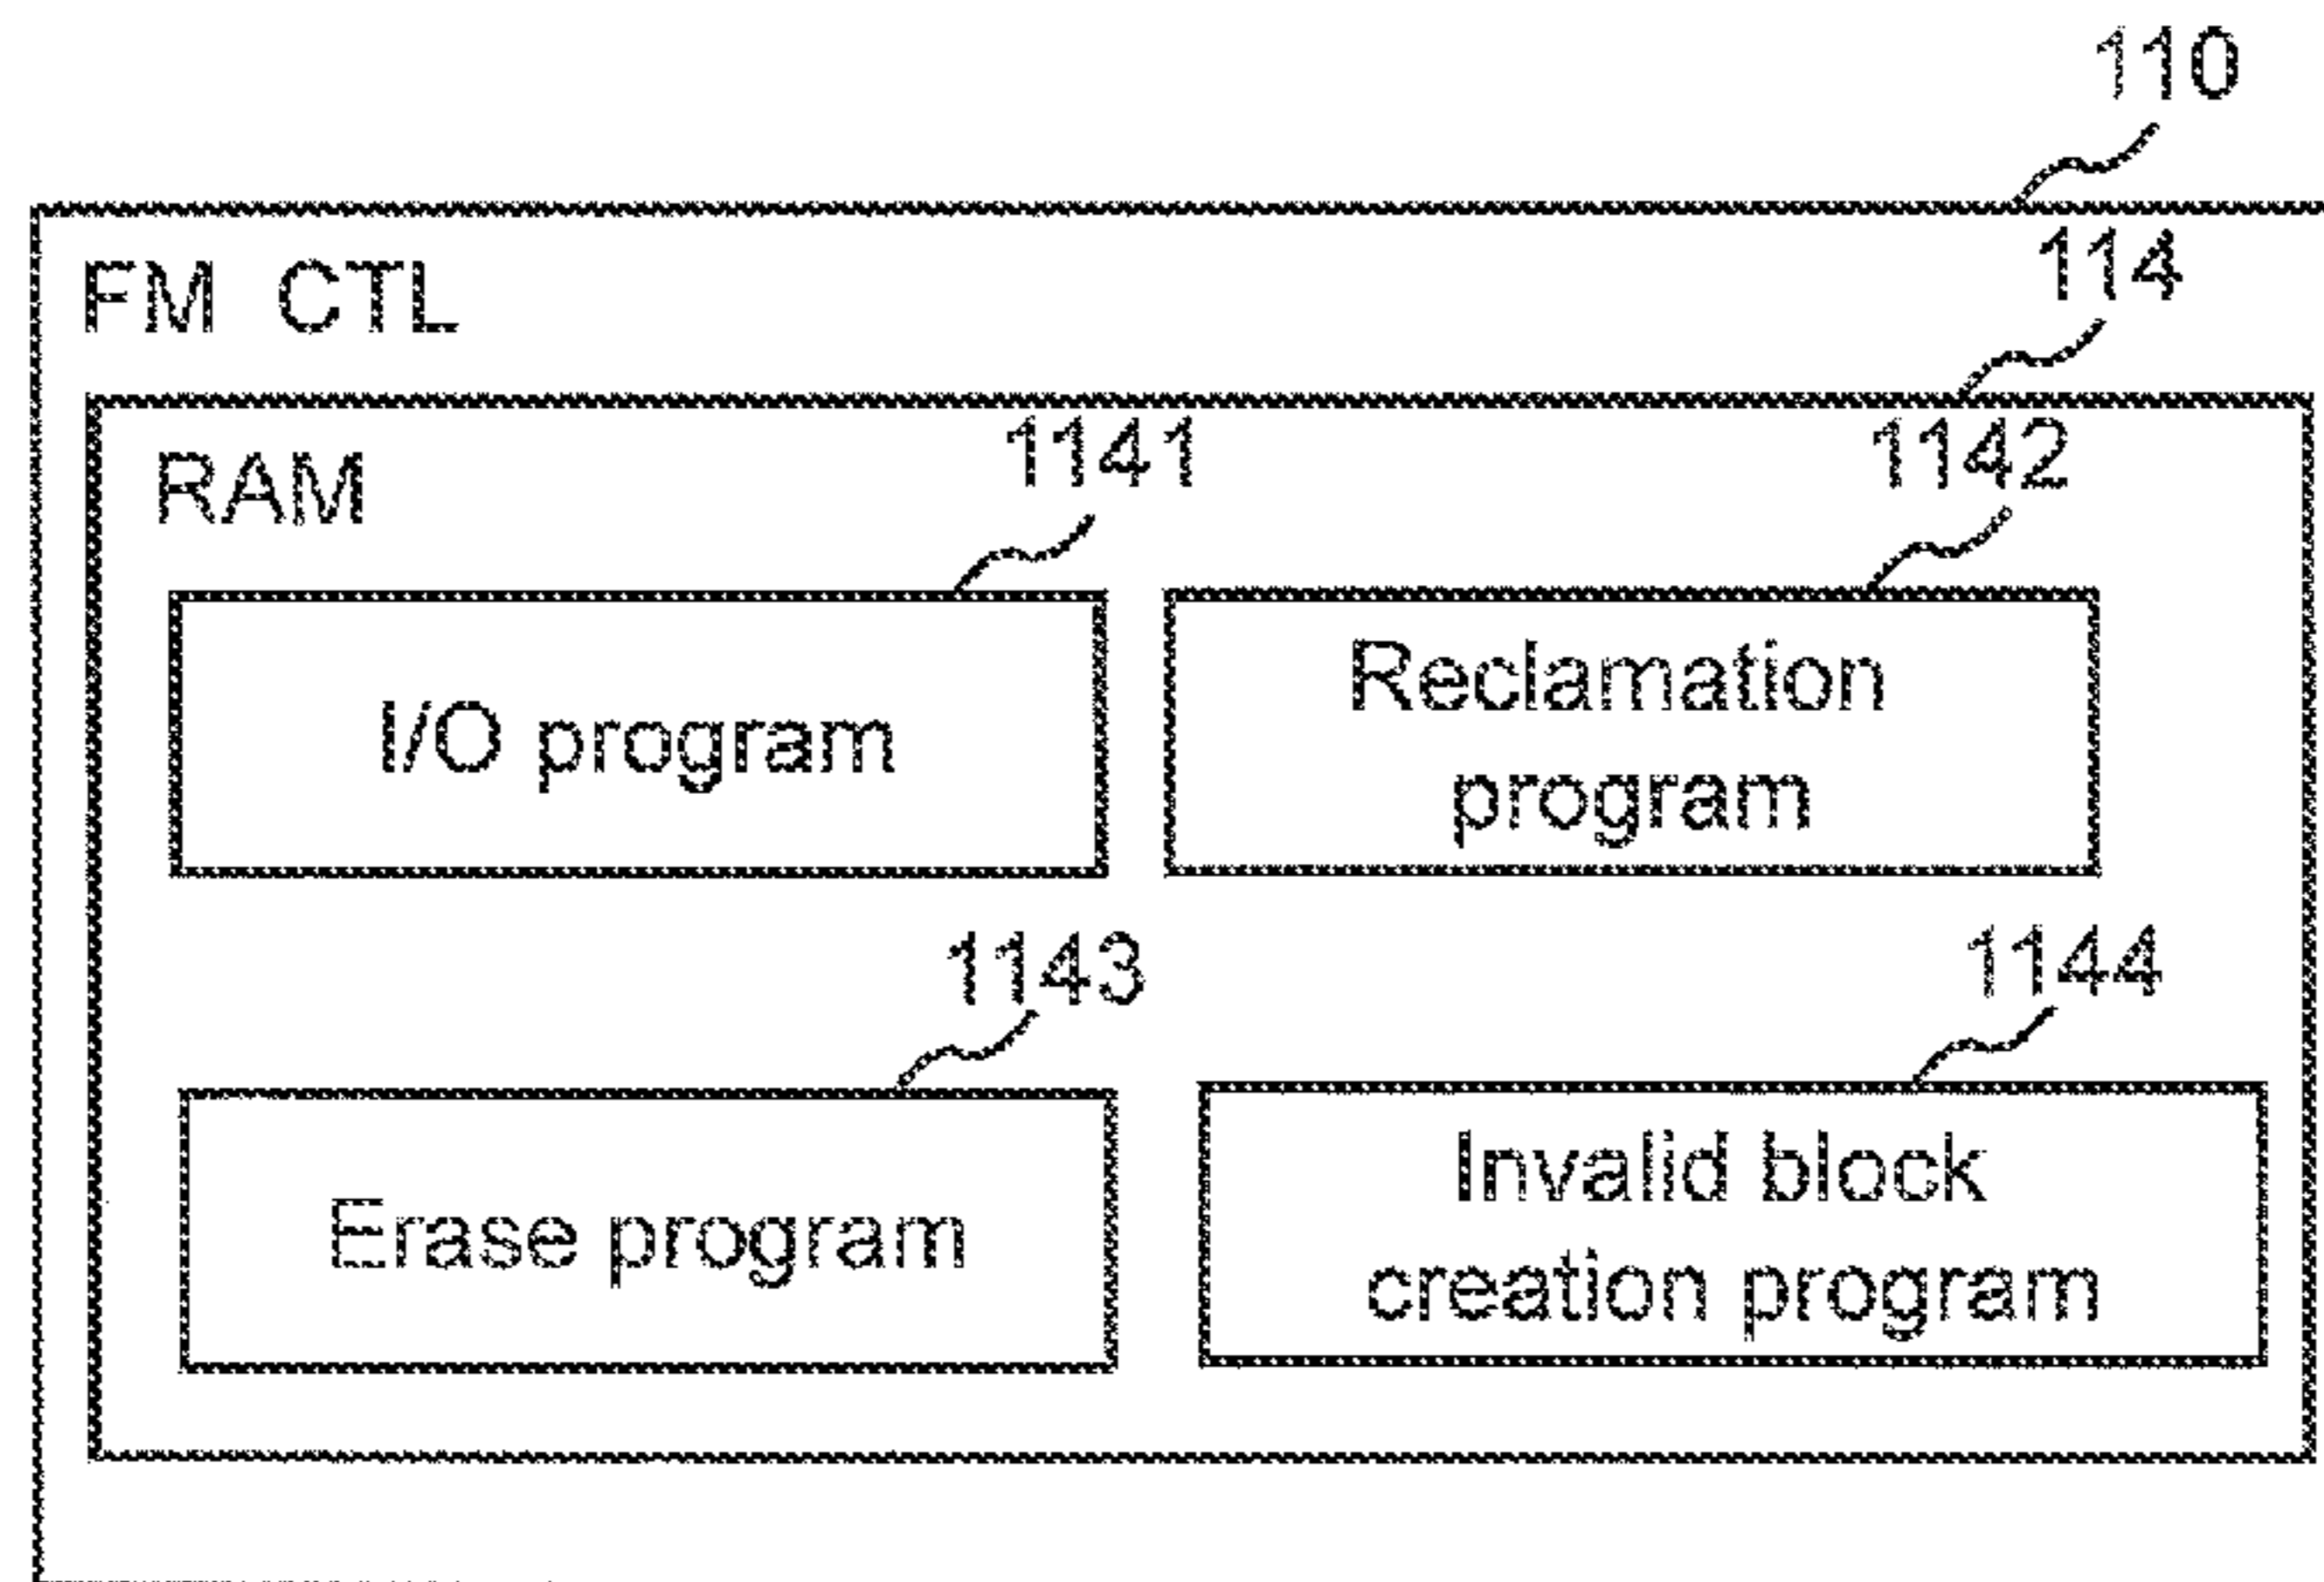 110
FM CTL
114
RAM
1141
1142
I/O program
Reclamation
program
1143
1144
Erase program
Invalid block
creation program